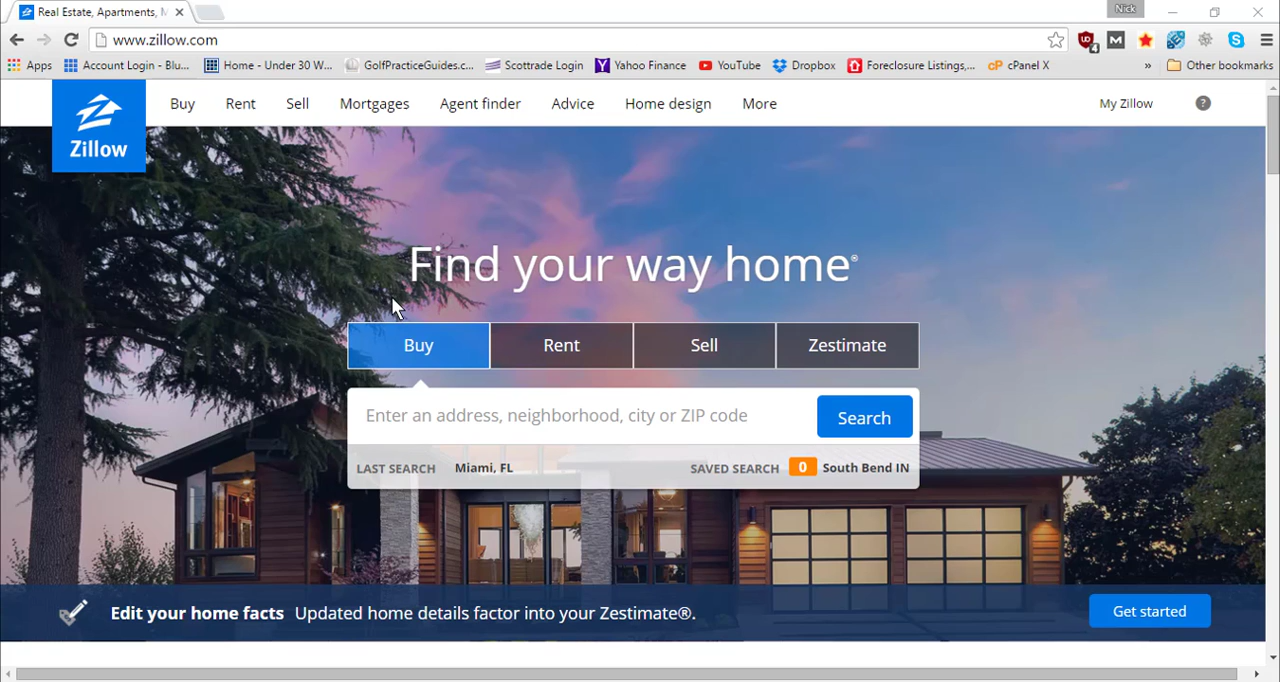 Real Estate, Apartments, M
Nick
www.zillow.com
4
Apps Account Login - Blu... Home - Under 30 W... GolfPracticeGuides.c... Scottrade Login Yahoo Finance YouTube Dropbox Foreclosure Listings,... cP cPanel X » Other bookmarks
Zillow
Buy Rent Sell Mortgages Agent finder Advice Home design More My Zillow ?
Find your way home®
Buy Rent Sell Zestimate
Enter an address, neighborhood, city or ZIP code Search
LAST SEARCH Miami, FL SAVED SEARCH 0 South Bend IN
Edit your home facts Updated home details factor into your Zestimate®. Get started